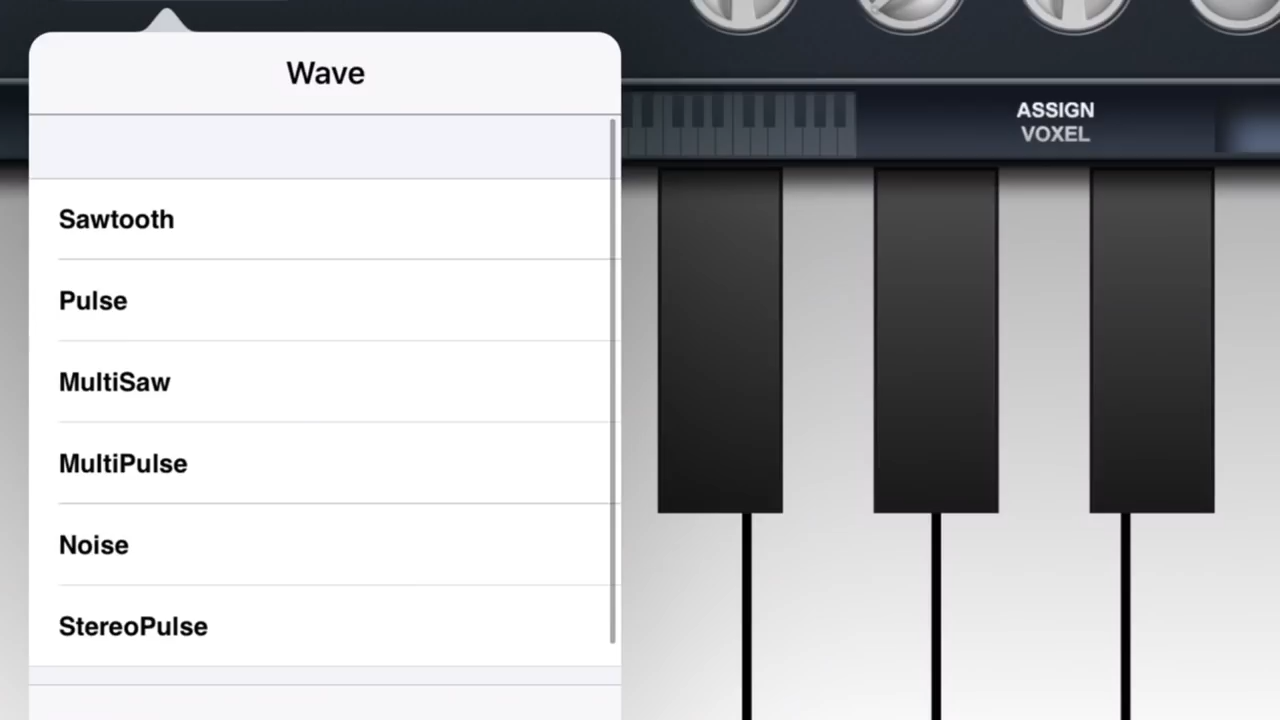 Wave
Sawtooth
Pulse
MultiSaw
MultiPulse
Noise
StereoPulse
ASSIGN
VOXEL